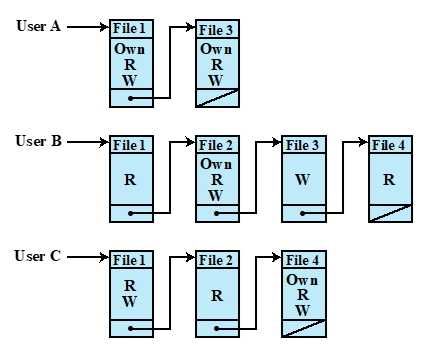 User A
File 1
File 3
Own
R
W
Own
R
W
User B
File 1
File 2
File 3
File 4
R
Own
R
W
W
R
User C
File 1
File 2
File 4
R
W
R
Own
R
W